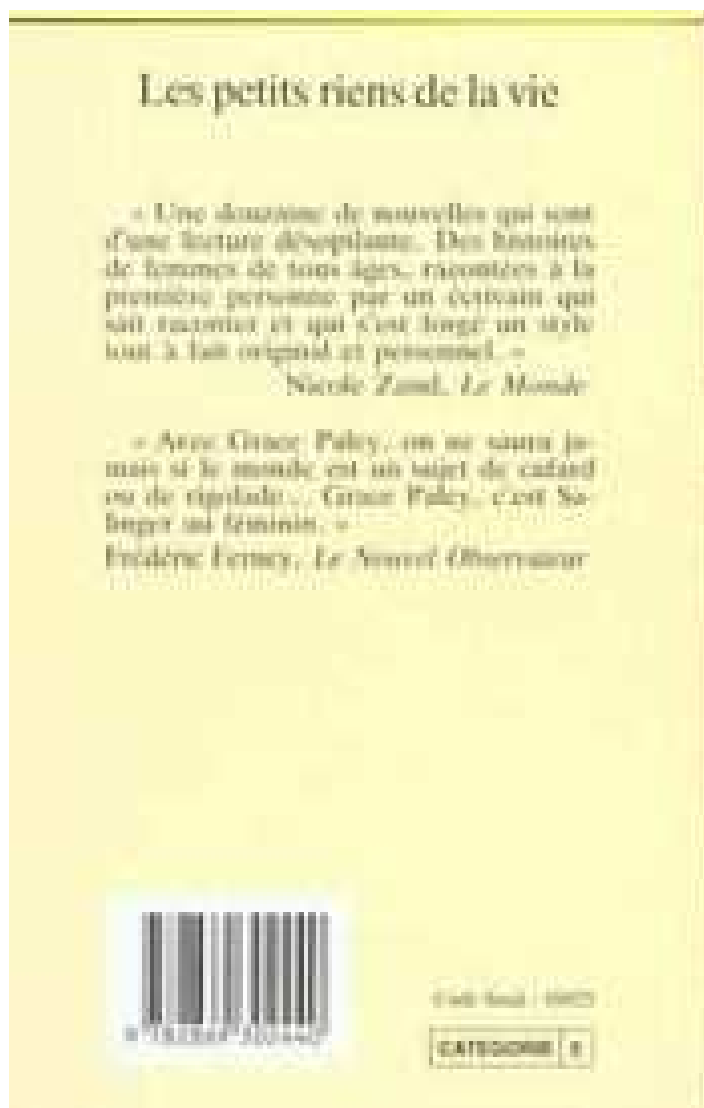 Les petits riens de la vie
« Une douzaine de nouvelles qui sont
d'une lecture désopilante. Des histoires
de femmes de tous âges, racontées à la
première personne par un écrivain qui
sait raconter et qui s'est forgé un style
tout à fait original et personnel. »
Nicole Zand, Le Monde
« Avec Grace Paley, on ne saura ja-
mais si le monde est un sujet de cafard
ou de rigolade... Grace Paley, c'est Sa-
linger au féminin. »
Frédéric Ferney, Le Nouvel Observateur
CATEGORIE